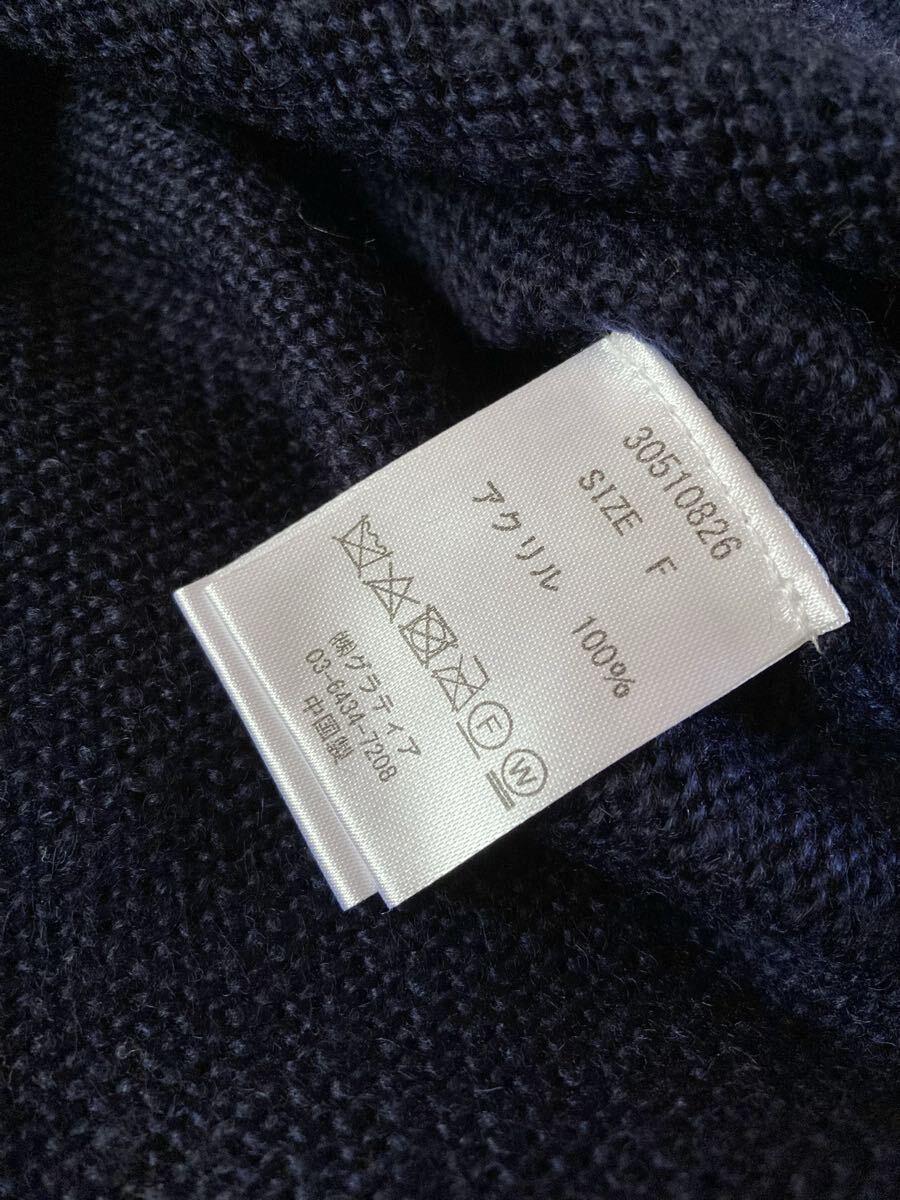 30510826
SIZE F
アクリル 100%
F W
㈱グラティア
03-6434-7208
中国製